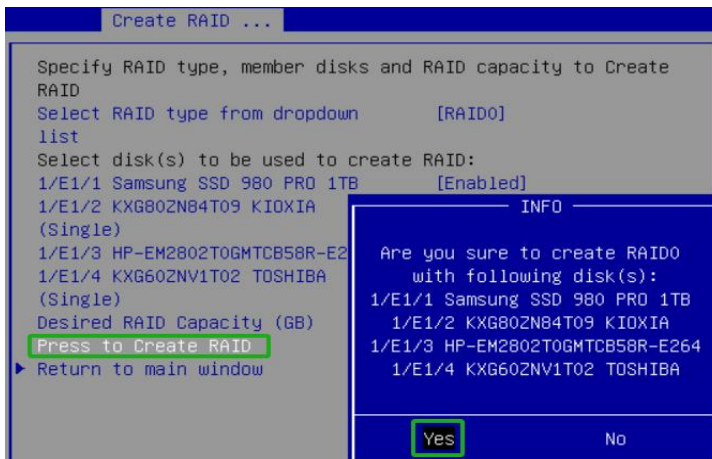 Create RAID ...
Specify RAID type, member disks and RAID capacity to Create
RAID
Select RAID type from dropdown [RAID0]
list
Select disk(s) to be used to create RAID:
1/E1/1 Samsung SSD 980 PRO 1TB [Enabled]
1/E1/2 KXG80ZN84T09 KIOXIA
(Single)
1/E1/3 HP-EM2802T0GMTCB58R-E2
1/E1/4 KXG60ZNV1T02 TOSHIBA
(Single)
Desired RAID Capacity (GB)
Press to Create RAID
Return to main window
INFO
Are you sure to create RAID0
with following disk(s):
1/E1/1 Samsung SSD 980 PRO 1TB
1/E1/2 KXG80ZN84T09 KIOXIA
1/E1/3 HP-EM2802T0GMTCB58R-E264
1/E1/4 KXG60ZNV1T02 TOSHIBA
Yes No